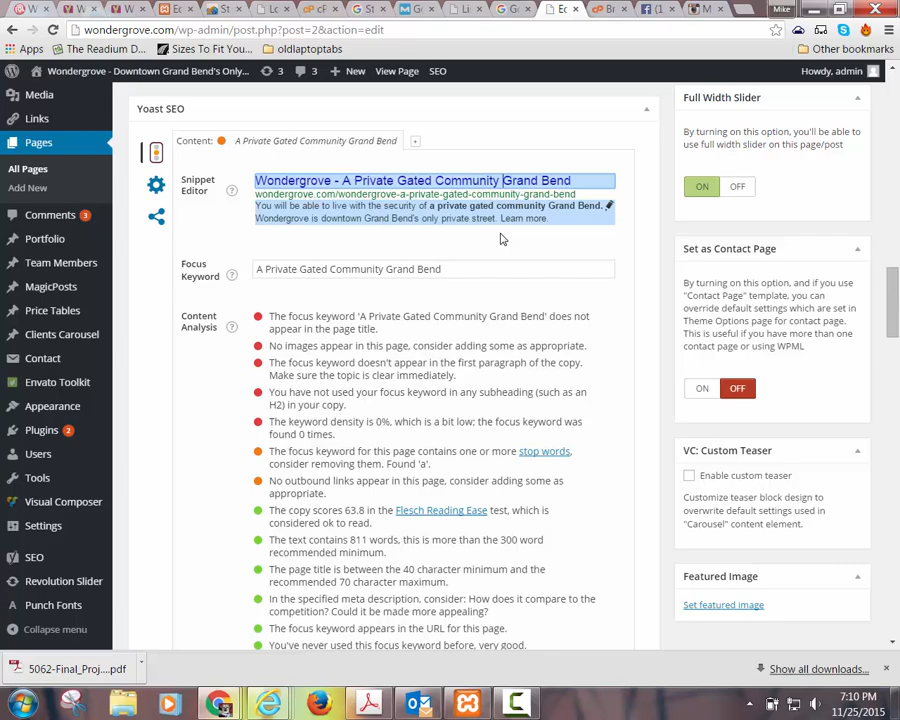 Mike
wondergrove.com/wp-admin/post.php?post=2&action=edit
Apps
The Readium D...
Sizes To Fit You...
oldlaptoptabs
Other bookmarks
Wondergrove - Downtown Grand Bend's Only...
3
3
New
View Page
SEO
Howdy, admin
Media
Links
Pages
All Pages
Add New
Comments 3
Portfolio
Team Members
MagicPosts
Price Tables
Clients Carousel
Contact
Envato Toolkit
Appearance
Plugins 2
Users
Tools
Visual Composer
Settings
SEO
Revolution Slider
Punch Fonts
Collapse menu
Yoast SEO
Content: A Private Gated Community Grand Bend +
Snippet
Editor
?
Wondergrove - A Private Gated Community Grand Bend
wondergrove.com/wondergrove-a-private-gated-community-grand-bend
You will be able to live with the security of a private gated community Grand Bend.
Wondergrove is downtown Grand Bend's only private street. Learn more.
Focus
Keyword
?
A Private Gated Community Grand Bend
Content
Analysis
?
The focus keyword 'A Private Gated Community Grand Bend' does not
appear in the page title.
No images appear in this page, consider adding some as appropriate.
The focus keyword doesn't appear in the first paragraph of the copy.
Make sure the topic is clear immediately.
You have not used your focus keyword in any subheading (such as an
H2) in your copy.
The keyword density is 0%, which is a bit low; the focus keyword was
found 0 times.
The focus keyword for this page contains one or more stop words,
consider removing them. Found 'a'.
No outbound links appear in this page, consider adding some as
appropriate.
The copy scores 63.8 in the Flesch Reading Ease test, which is
considered ok to read.
The text contains 811 words, this is more than the 300 word
recommended minimum.
The page title is between the 40 character minimum and the
recommended 70 character maximum.
In the specified meta description, consider: How does it compare to the
competition? Could it be made more appealing?
The focus keyword appears in the URL for this page.
You've never used this focus keyword before, very good.
Full Width Slider
By turning on this option, you'll be able to
use full width slider on this page/post
ON
OFF
Set as Contact Page
By turning on this option, and if you use
"Contact Page" template, you can
override default settings which are set in
Theme Options page for contact page.
This is useful if you have more than one
contact page or using WPML
ON
OFF
VC: Custom Teaser
Enable custom teaser
Customize teaser block design to
overwrite default settings used in
"Carousel" content element.
Featured Image
Set featured image
5062-Final_Proj....pdf
Show all downloads...
7:10 PM
11/25/2015